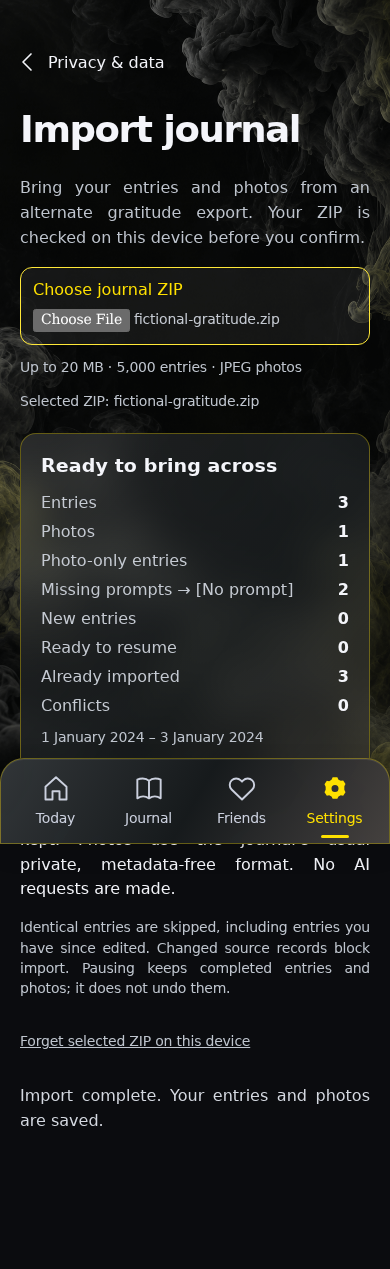 Privacy & data
Import journal
Bring your entries and photos from an
alternate gratitude export. Your ZIP is
checked on this device before you confirm.
Choose journal ZIP
Choose File fictional-gratitude.zip
Up to 20 MB · 5,000 entries · JPEG photos
Selected ZIP: fictional-gratitude.zip
Ready to bring across
Entries 3
Photos 1
Photo-only entries 1
Missing prompts → [No prompt] 2
New entries 0
Ready to resume 0
Already imported 3
Conflicts 0
1 January 2024 – 3 January 2024
Today Journal Friends Settings
private, metadata-free format. No AI
requests are made.
Identical entries are skipped, including entries you
have since edited. Changed source records block
import. Pausing keeps completed entries and
photos; it does not undo them.
Forget selected ZIP on this device
Import complete. Your entries and photos
are saved.